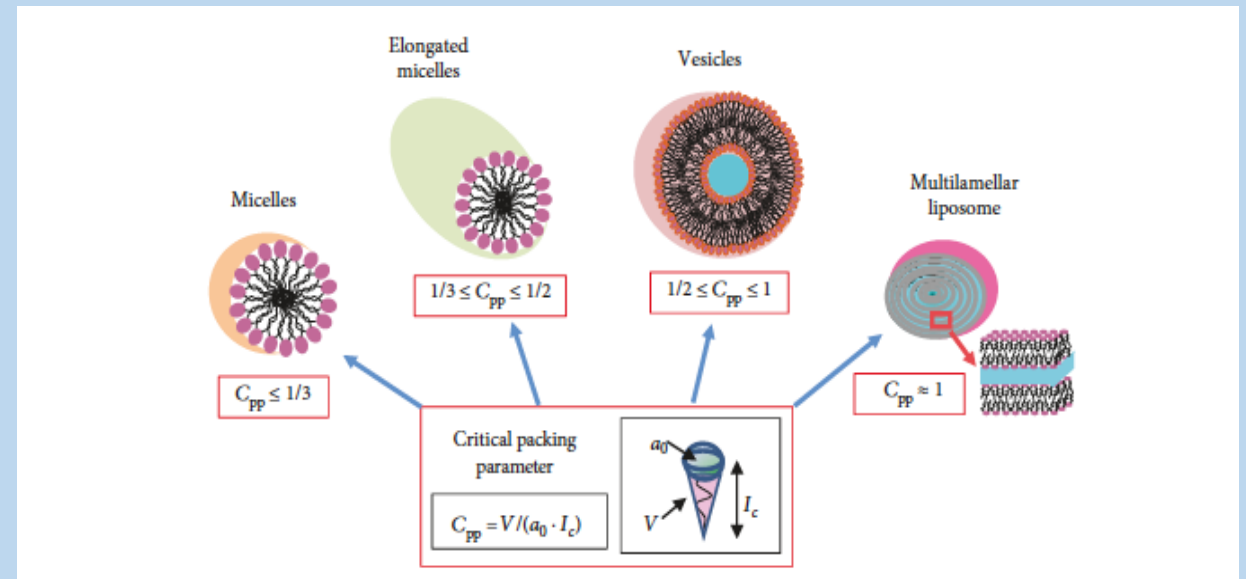 Elongated
micelles
Vesicles
Multilamellar
liposome
Micelles
1/3 ≤ Cpp ≤ 1/2
1/2 ≤ Cpp ≤ 1
Cpp ≤ 1/3
Cpp ≈ 1
Critical packing
parameter
Cpp = V/(a0 · Ic)
a0
V
Ic